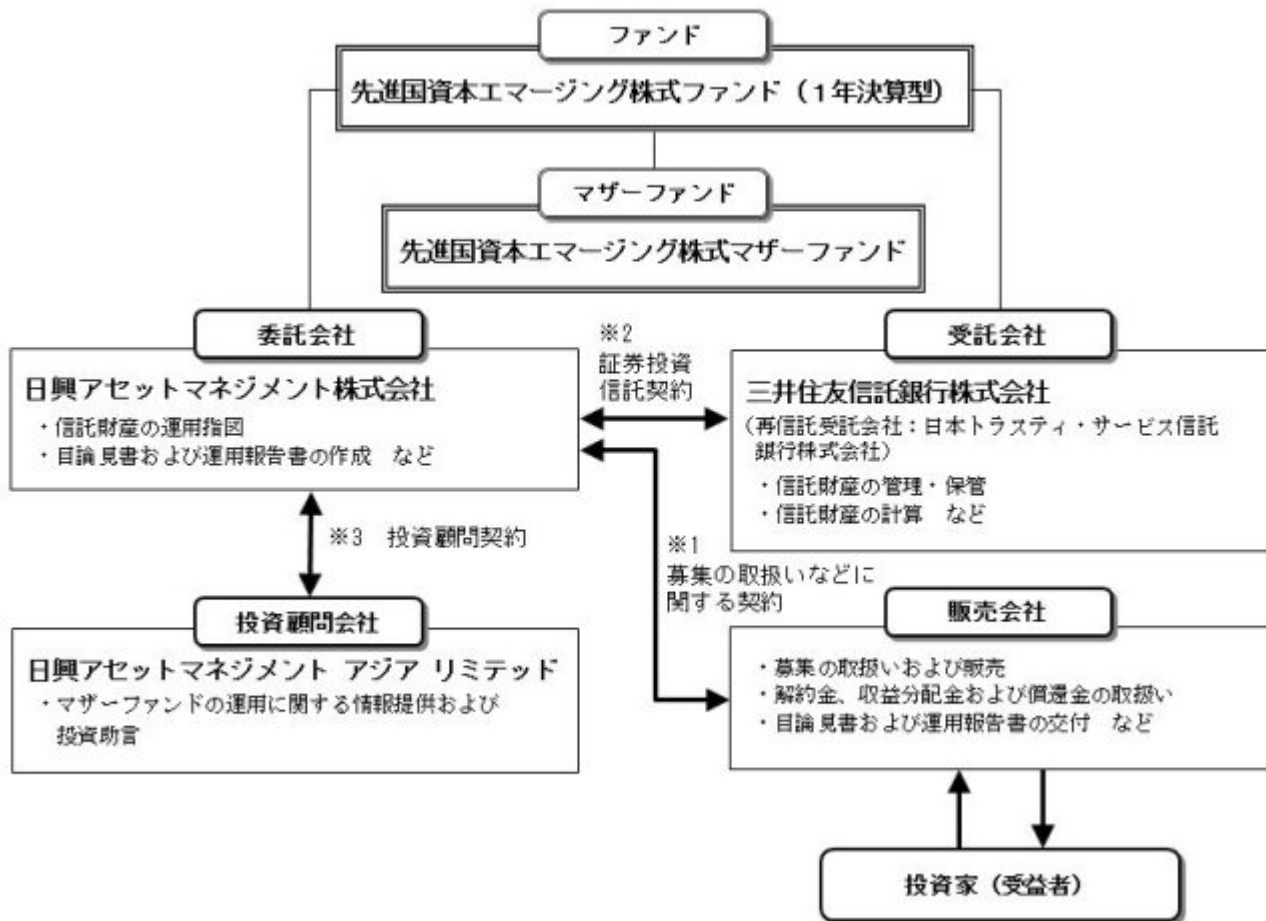 ファンド
先進国資本エマージング株式ファンド（１年決算型）
マザーファンド
先進国資本エマージング株式マザーファンド
委託会社
日興アセットマネジメント株式会社
・信託財産の運用指図
・目論見書および運用報告書の作成　など
※2
証券投資
信託契約
受託会社
三井住友信託銀行株式会社
（再信託受託会社：日本トラスティ・サービス信託
銀行株式会社）
・信託財産の管理・保管
・信託財産の計算　など
※3　投資顧問契約
※1
募集の取扱いなどに
関する契約
投資顧問会社
日興アセットマネジメント アジア リミテッド
・マザーファンドの運用に関する情報提供および
投資助言
販売会社
・募集の取扱いおよび販売
・解約金、収益分配金および償還金の取扱い
・目論見書および運用報告書の交付　など
投資家（受益者）